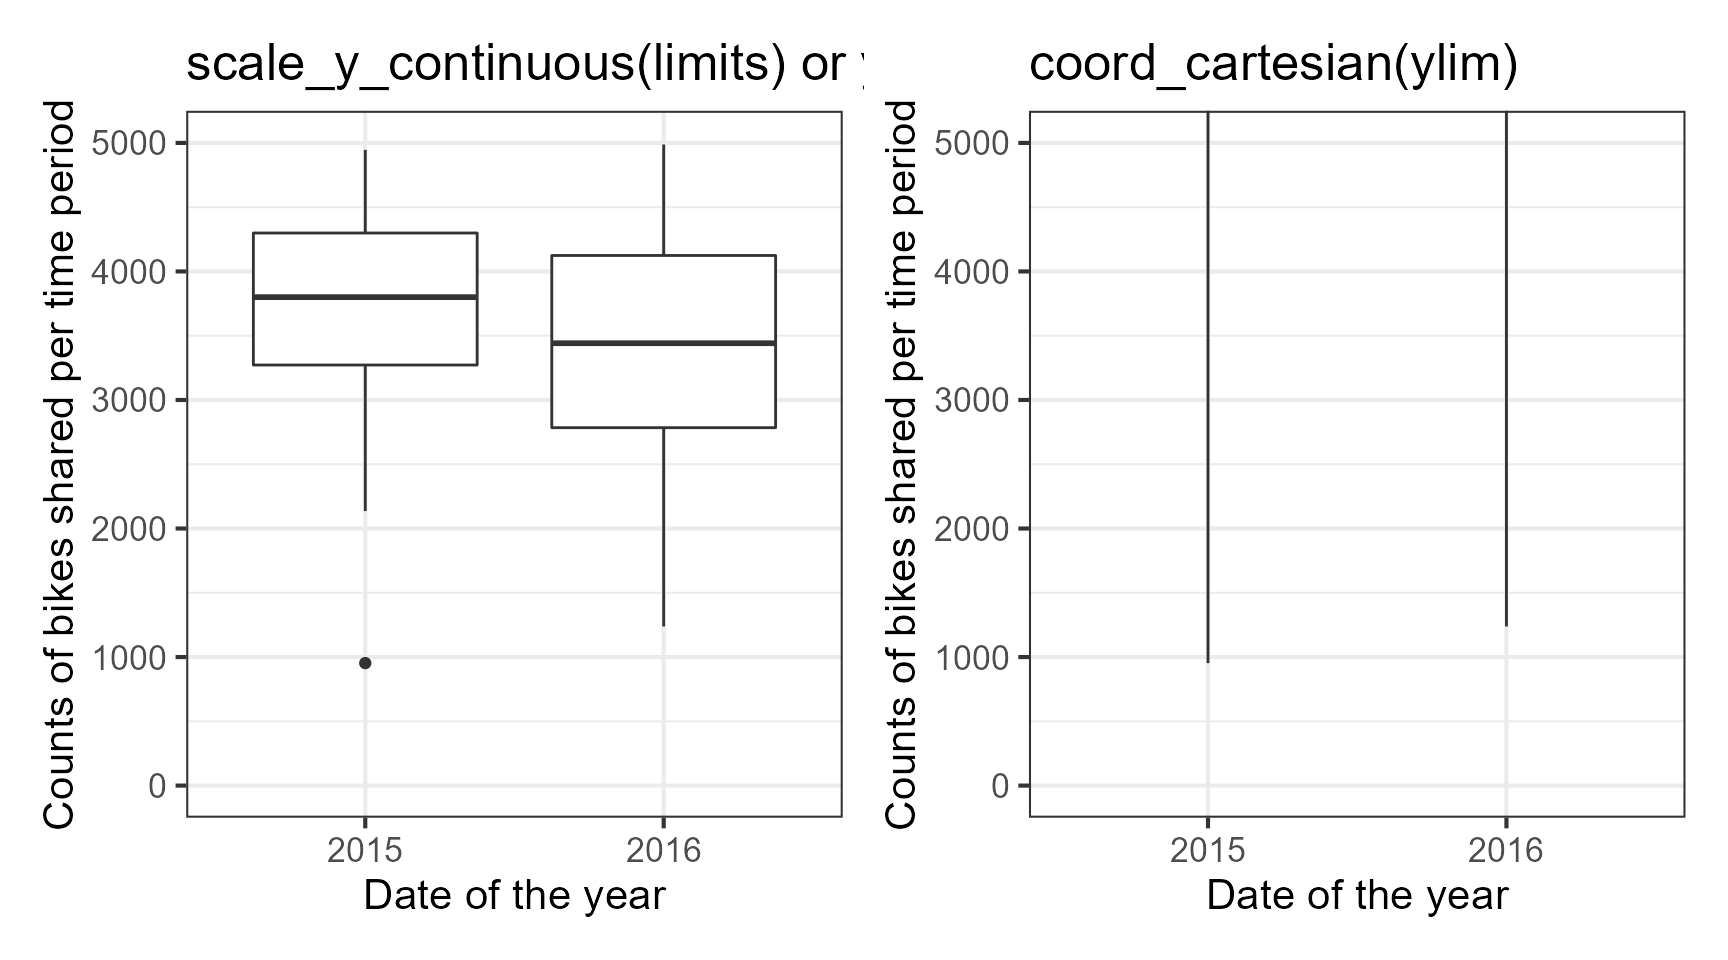 scale_y_continuous(limits) or
Counts of bikes shared per time period
5000
4000
3000
2000
1000
0
2015 2016
Date of the year
coord_cartesian(ylim)
Counts of bikes shared per time period
5000
4000
3000
2000
1000
0
2015 2016
Date of the year